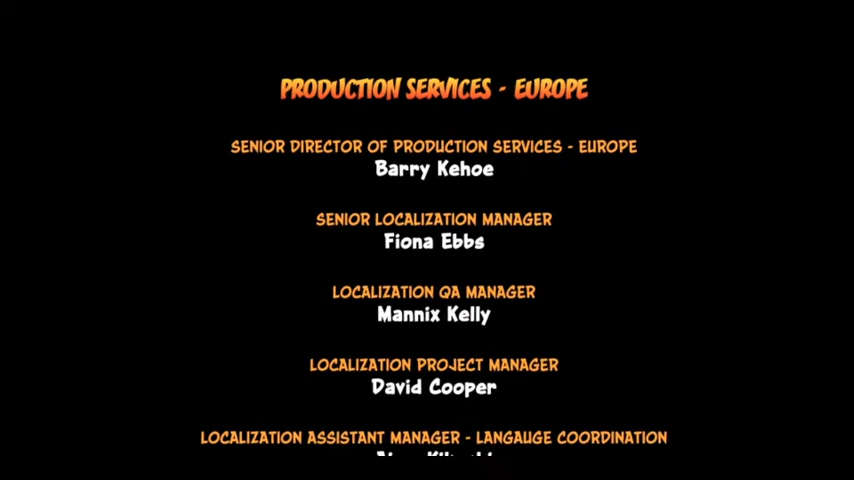 PRODUCTION SERVICES - EUROPE
SENIOR DIRECTOR OF PRODUCTION SERVICES - EUROPE
Barry Kehoe
SENIOR LOCALIZATION MANAGER
Fiona Ebbs
LOCALIZATION QA MANAGER
Mannix Kelly
LOCALIZATION PROJECT MANAGER
David Cooper
LOCALIZATION ASSISTANT MANAGER - LANGAUGE COORDINATION